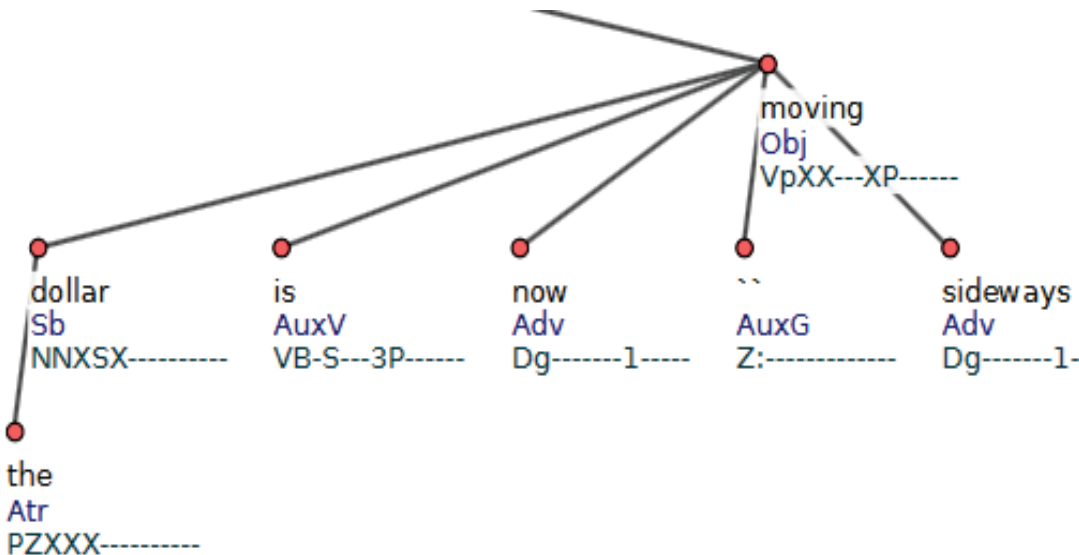 moving
Obj
VpXX---XP------
dollar
Sb
NNXSX----------
is
AuxV
VB-S---3P------
now
Adv
Dg-------1-----
``
AuxG
Z:-------------
sideways
Adv
Dg-------1-
the
Atr
PZXXX----------